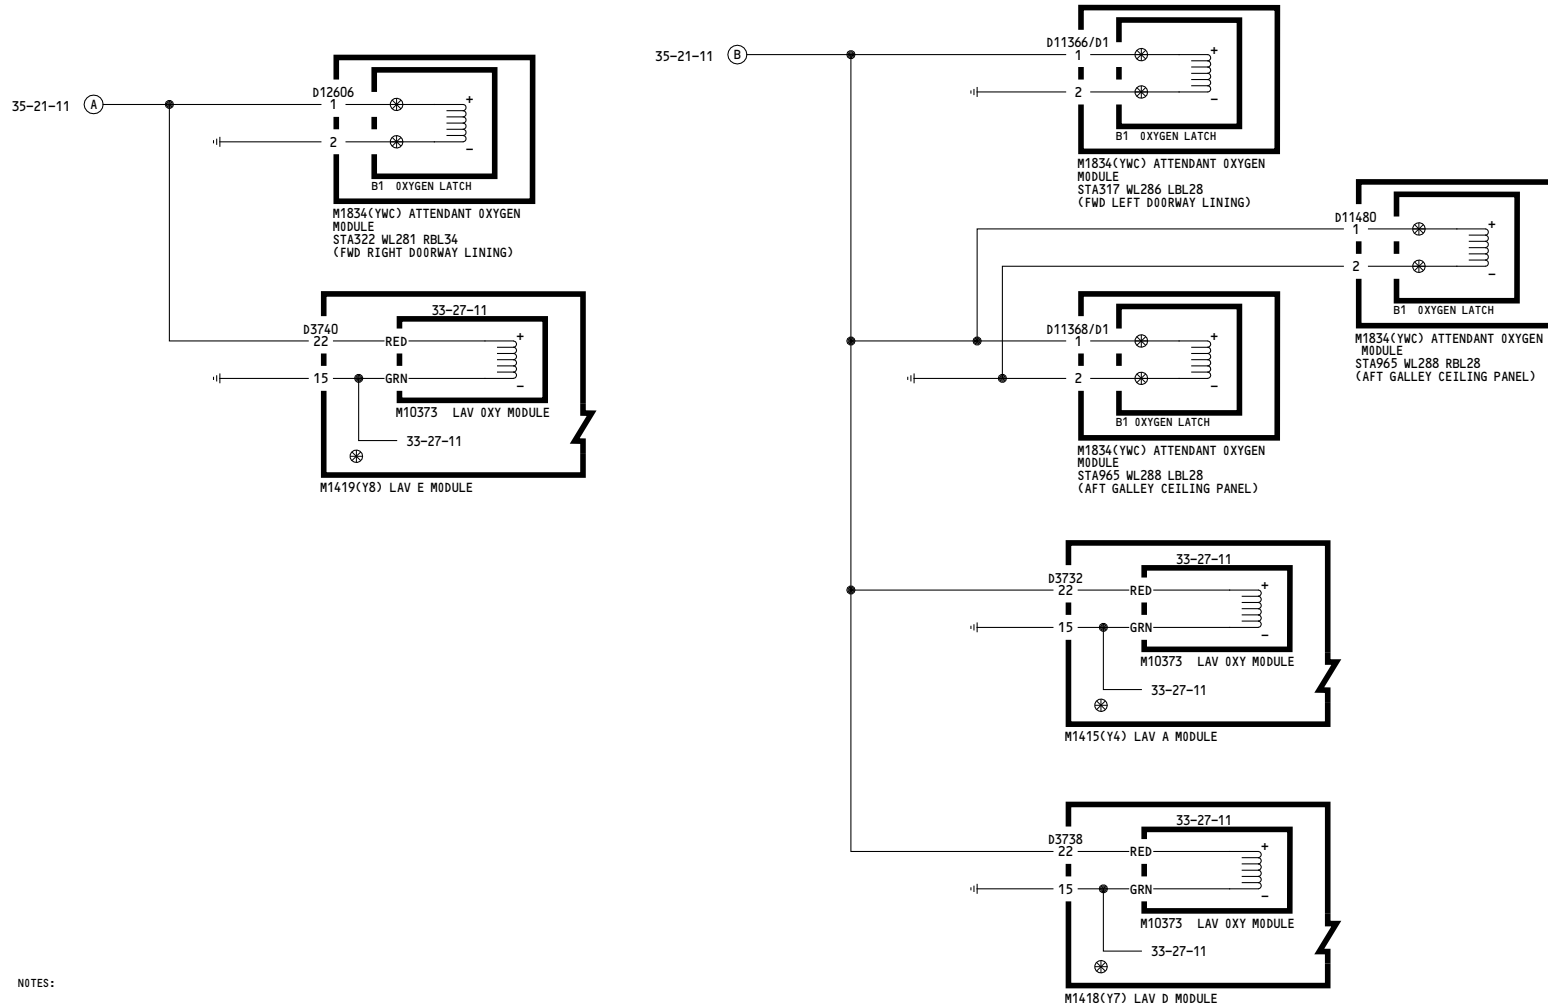 35-21-11 A
D12606
1
2
+
-
B1 OXYGEN LATCH
M1834(YWC) ATTENDANT OXYGEN
MODULE
STA322 WL281 RBL34
(FWD RIGHT DOORWAY LINING)
33-27-11
D3740
22 RED
+
15 GRN
-
M10373 LAV OXY MODULE
33-27-11
M1419(Y8) LAV E MODULE
35-21-11 B
D11366/D1
1
2
+
-
B1 OXYGEN LATCH
M1834(YWC) ATTENDANT OXYGEN
MODULE
STA317 WL286 LBL28
(FWD LEFT DOORWAY LINING)
D11480
1
2
+
-
B1 OXYGEN LATCH
M1834(YWC) ATTENDANT OXYGEN
MODULE
STA965 WL288 RBL28
(AFT GALLEY CEILING PANEL)
D11368/D1
1
2
+
-
B1 OXYGEN LATCH
M1834(YWC) ATTENDANT OXYGEN
MODULE
STA965 WL288 LBL28
(AFT GALLEY CEILING PANEL)
33-27-11
D3732
22 RED
+
15 GRN
-
M10373 LAV OXY MODULE
33-27-11
M1415(Y4) LAV A MODULE
33-27-11
D3738
22 RED
+
15 GRN
-
M10373 LAV OXY MODULE
33-27-11
M1418(Y7) LAV D MODULE
NOTES: